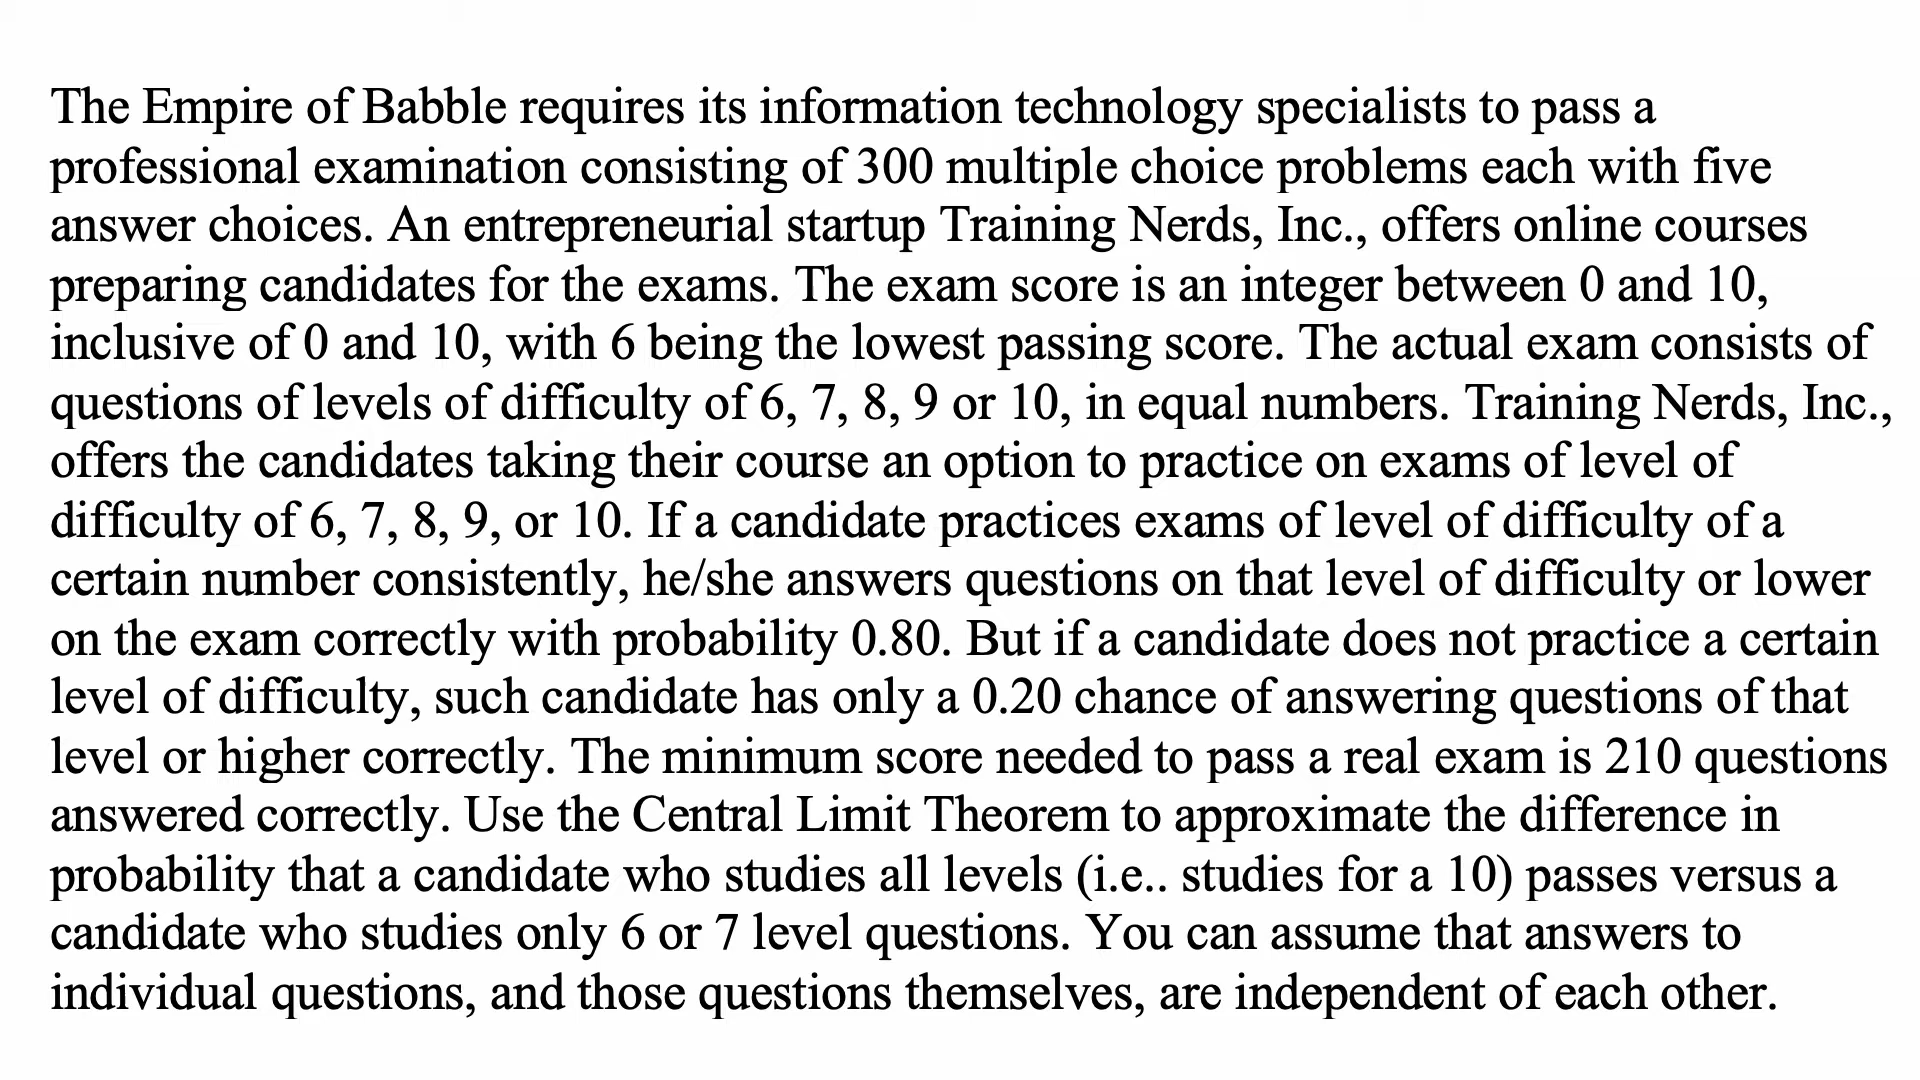 The Empire of Babble requires its information technology specialists to pass a
professional examination consisting of 300 multiple choice problems each with five
answer choices. An entrepreneurial startup Training Nerds, Inc., offers online courses
preparing candidates for the exams. The exam score is an integer between 0 and 10,
inclusive of 0 and 10, with 6 being the lowest passing score. The actual exam consists of
questions of levels of difficulty of 6, 7, 8, 9 or 10, in equal numbers. Training Nerds, Inc.,
offers the candidates taking their course an option to practice on exams of level of
difficulty of 6, 7, 8, 9, or 10. If a candidate practices exams of level of difficulty of a
certain number consistently, he/she answers questions on that level of difficulty or lower
on the exam correctly with probability 0.80. But if a candidate does not practice a certain
level of difficulty, such candidate has only a 0.20 chance of answering questions of that
level or higher correctly. The minimum score needed to pass a real exam is 210 questions
answered correctly. Use the Central Limit Theorem to approximate the difference in
probability that a candidate who studies all levels (i.e.. studies for a 10) passes versus a
candidate who studies only 6 or 7 level questions. You can assume that answers to
individual questions, and those questions themselves, are independent of each other.